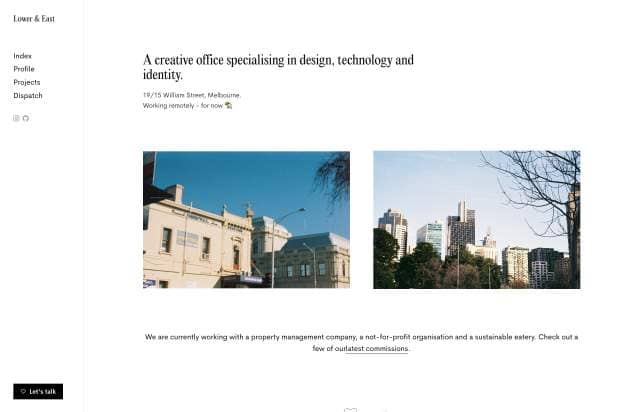 Lower & East
Index
Profile
Projects
Dispatch
A creative office specialising in design, technology and
identity.
19/15 William Street, Melbourne.
Working remotely - for now
We are currently working with a property management company, a not-for-profit organisation and a sustainable eatery. Check out a
few of our latest commissions.
Let's talk